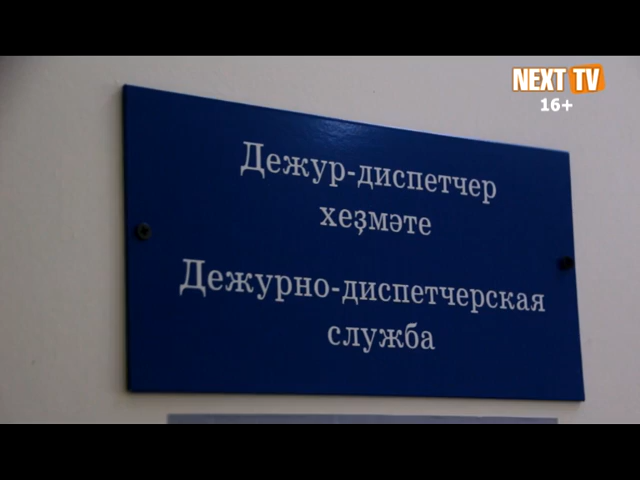 NEXT TV
16+
Дежур-диспетчер
хеҙмәте
Дежурно-диспетчерская
служба